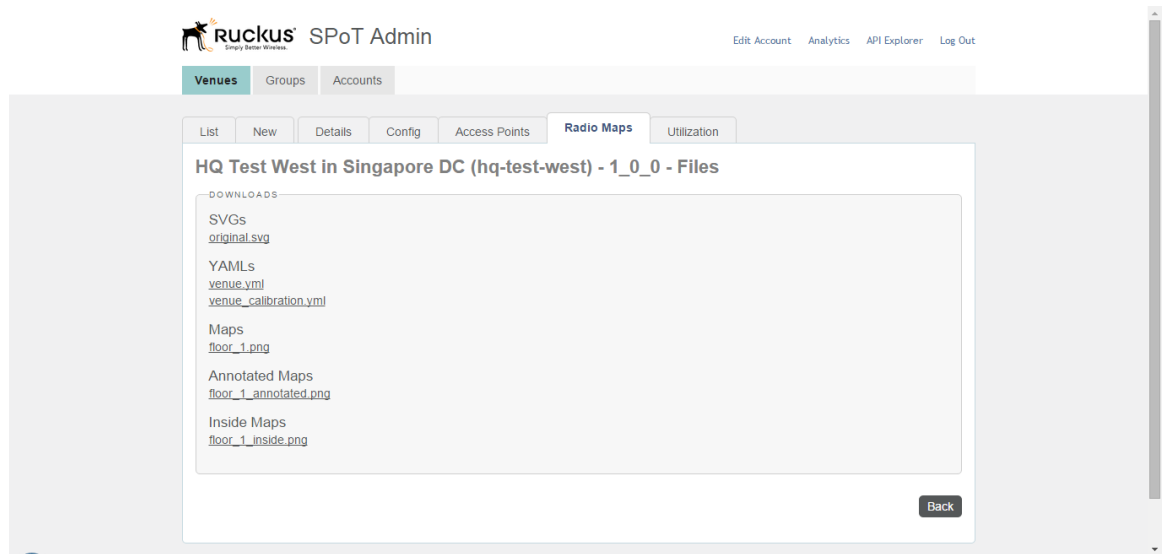 Ruckus SPoT Admin
Simply Better Wireless.
Edit Account Analytics API Explorer Log Out
Venues Groups Accounts
List New Details Config Access Points Radio Maps Utilization
HQ Test West in Singapore DC (hq-test-west) - 1_0_0 - Files
DOWNLOADS
SVGs
original.svg
YAMLs
venue.yml
venue_calibration.yml
Maps
floor_1.png
Annotated Maps
floor_1_annotated.png
Inside Maps
floor_1_inside.png
Back